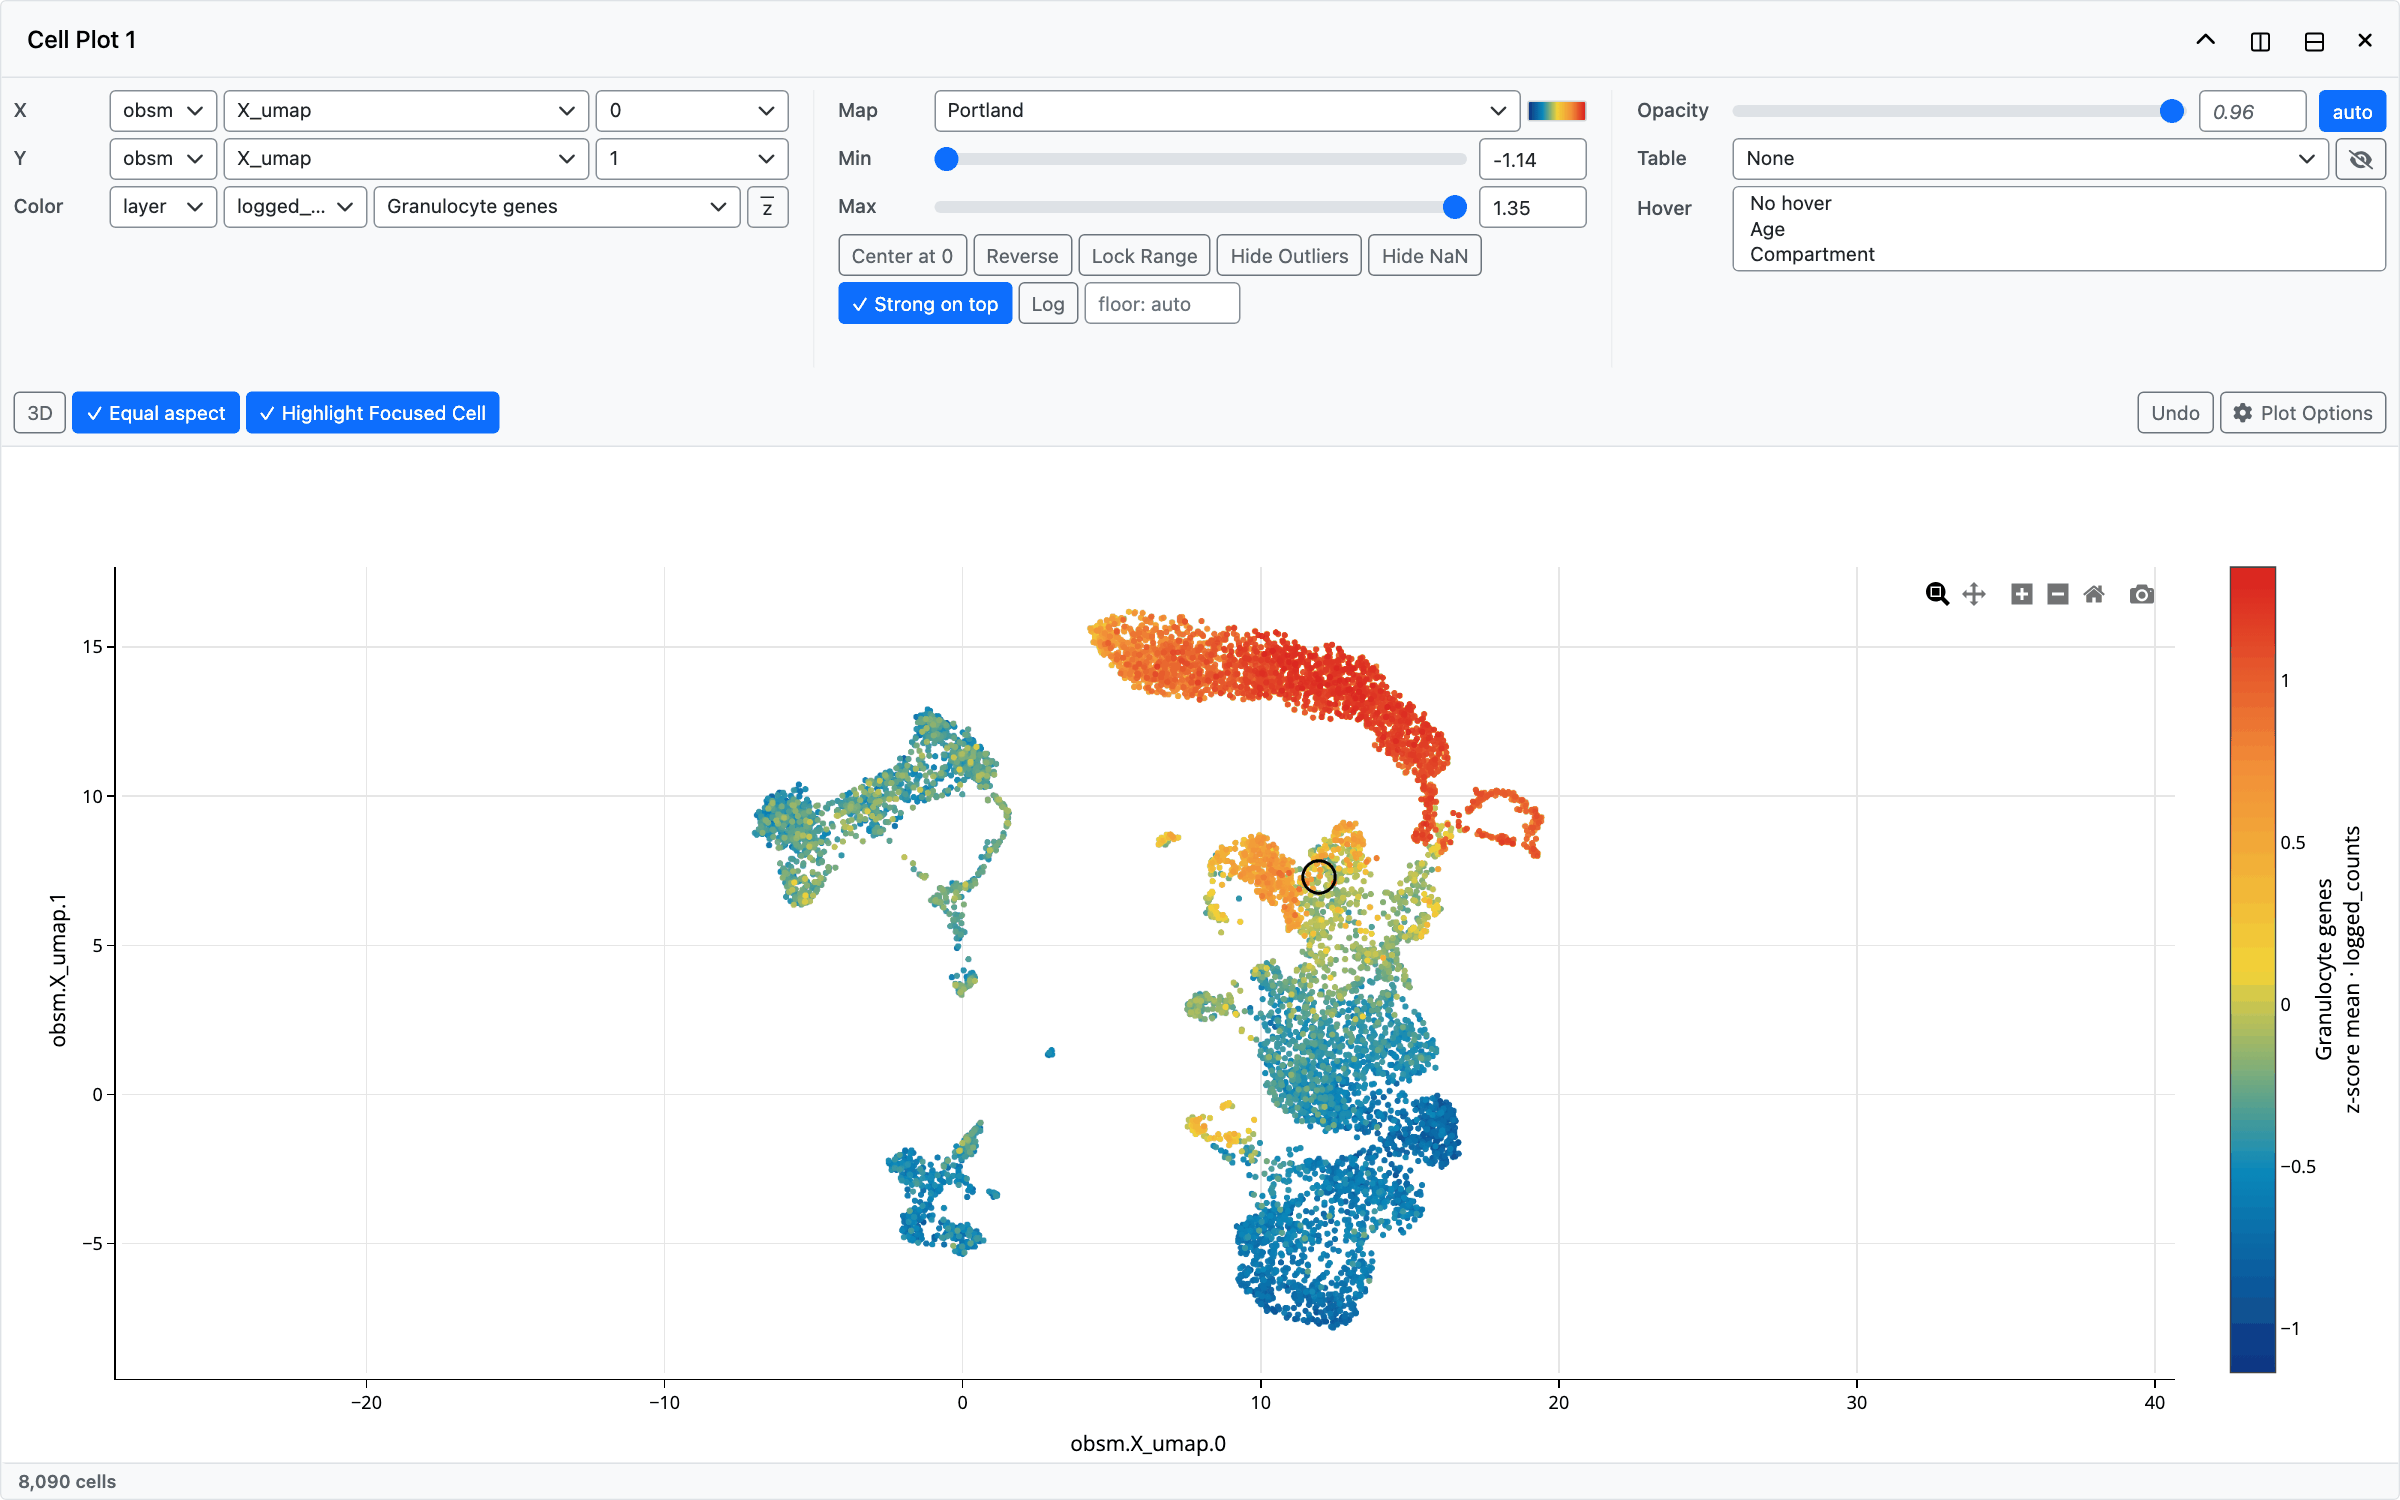 Cell Plot 1
X obsm X_umap 0
Y obsm X_umap 1
Color layer logged_... Granulocyte genes z
Map Portland
Min -1.14
Max 1.35
Center at 0 Reverse Lock Range Hide Outliers Hide NaN
✓ Strong on top Log floor: auto
Opacity 0.96 auto
Table None
Hover No hover
Age
Compartment
3D ✓ Equal aspect ✓ Highlight Focused Cell Undo Plot Options
15
10
5
0
−5
obsm.X_umap.1
−20 −10 0 10 20 30 40
obsm.X_umap.0
1
0.5
0
−0.5
−1
Granulocyte genes
z-score mean · logged_counts
8,090 cells